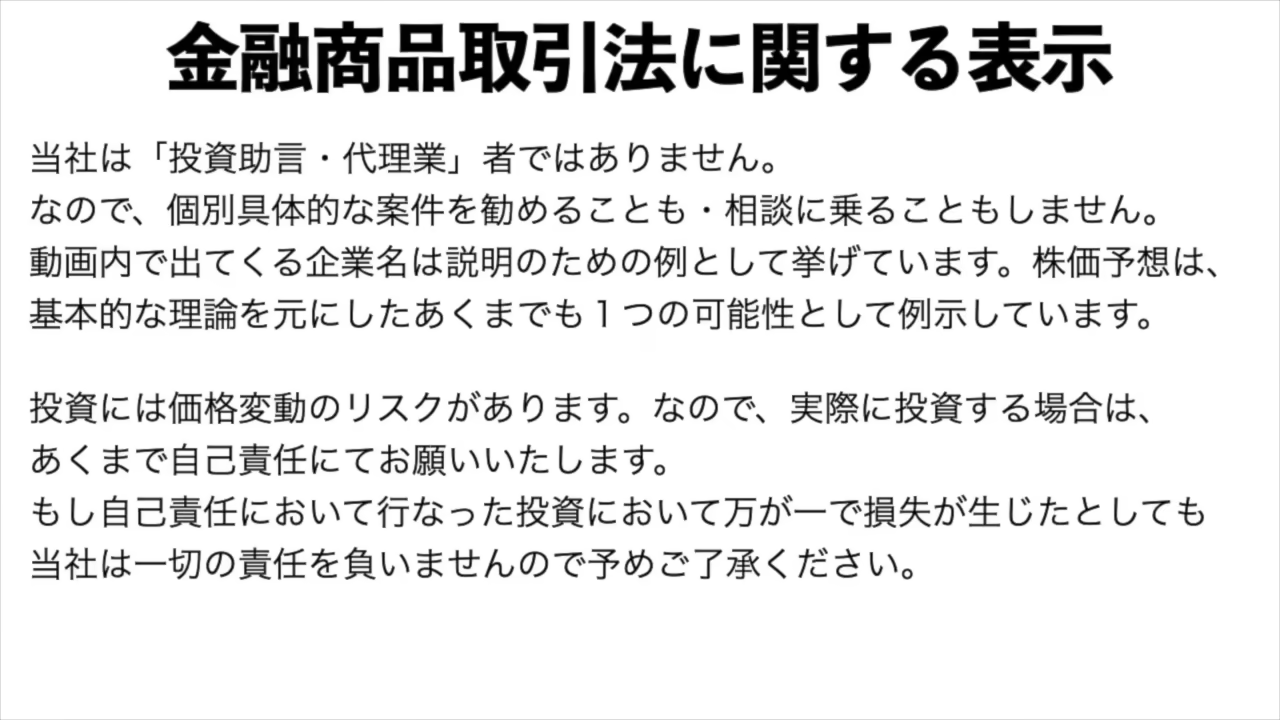 金融商品取引法に関する表示
当社は「投資助言・代理業」者ではありません。
なので、個別具体的な案件を勧めることも・相談に乗ることもしません。
動画内で出てくる企業名は説明のための例として挙げています。株価予想は、
基本的な理論を元にしたあくまでも１つの可能性として例示しています。
投資には価格変動のリスクがあります。なので、実際に投資する場合は、
あくまで自己責任にてお願いいたします。
もし自己責任において行なった投資において万が一で損失が生じたとしても
当社は一切の責任を負いませんので予めご了承ください。